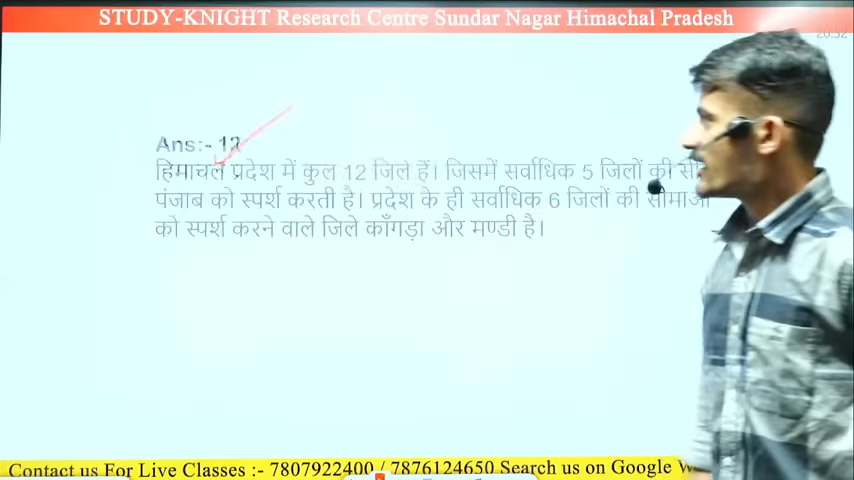 STUDY-KNIGHT Research Centre Sundar Nagar Himachal Pradesh
20:52
Ans:- 12
हिमाचल प्रदेश में कुल 12 जिले हैं। जिसमें सर्वाधिक 5 जिलों की
पंजाब को स्पर्श करती है। प्रदेश के ही सर्वाधिक 6 जिलों की सीमाओं
को स्पर्श करने वाले जिले काँगड़ा और मण्डी है।
Contact us For Live Classes :- 7807922400 / 7876124650 Search us on Google